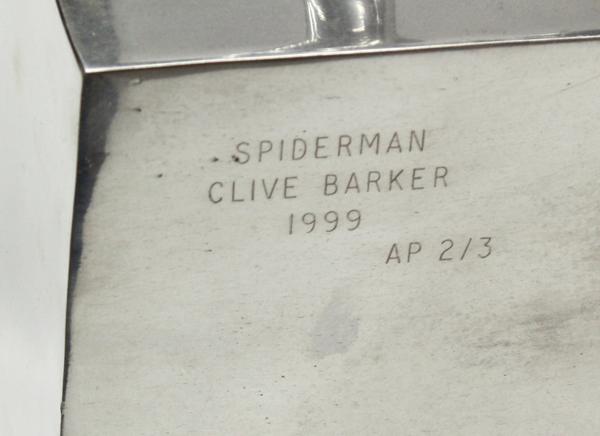 SPIDERMAN
CLIVE BARKER
1999
AP 2/3